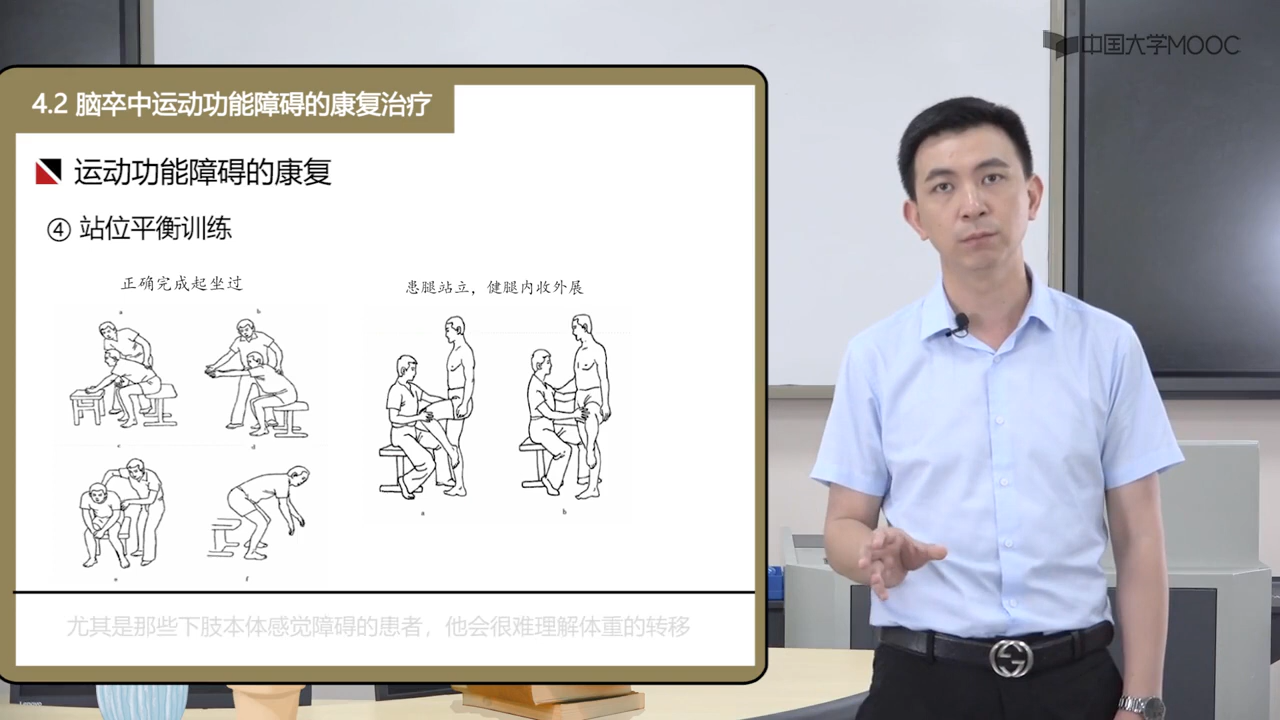 中国大学MOOC
4.2 脑卒中运动功能障碍的康复治疗
运动功能障碍的康复
④ 站位平衡训练
正确完成起坐过
患腿站立，健腿内收外展
a
b
c
d
a
b
e
f
尤其是那些下肢本体感觉障碍的患者，他会很难理解体重的转移
Lenovo